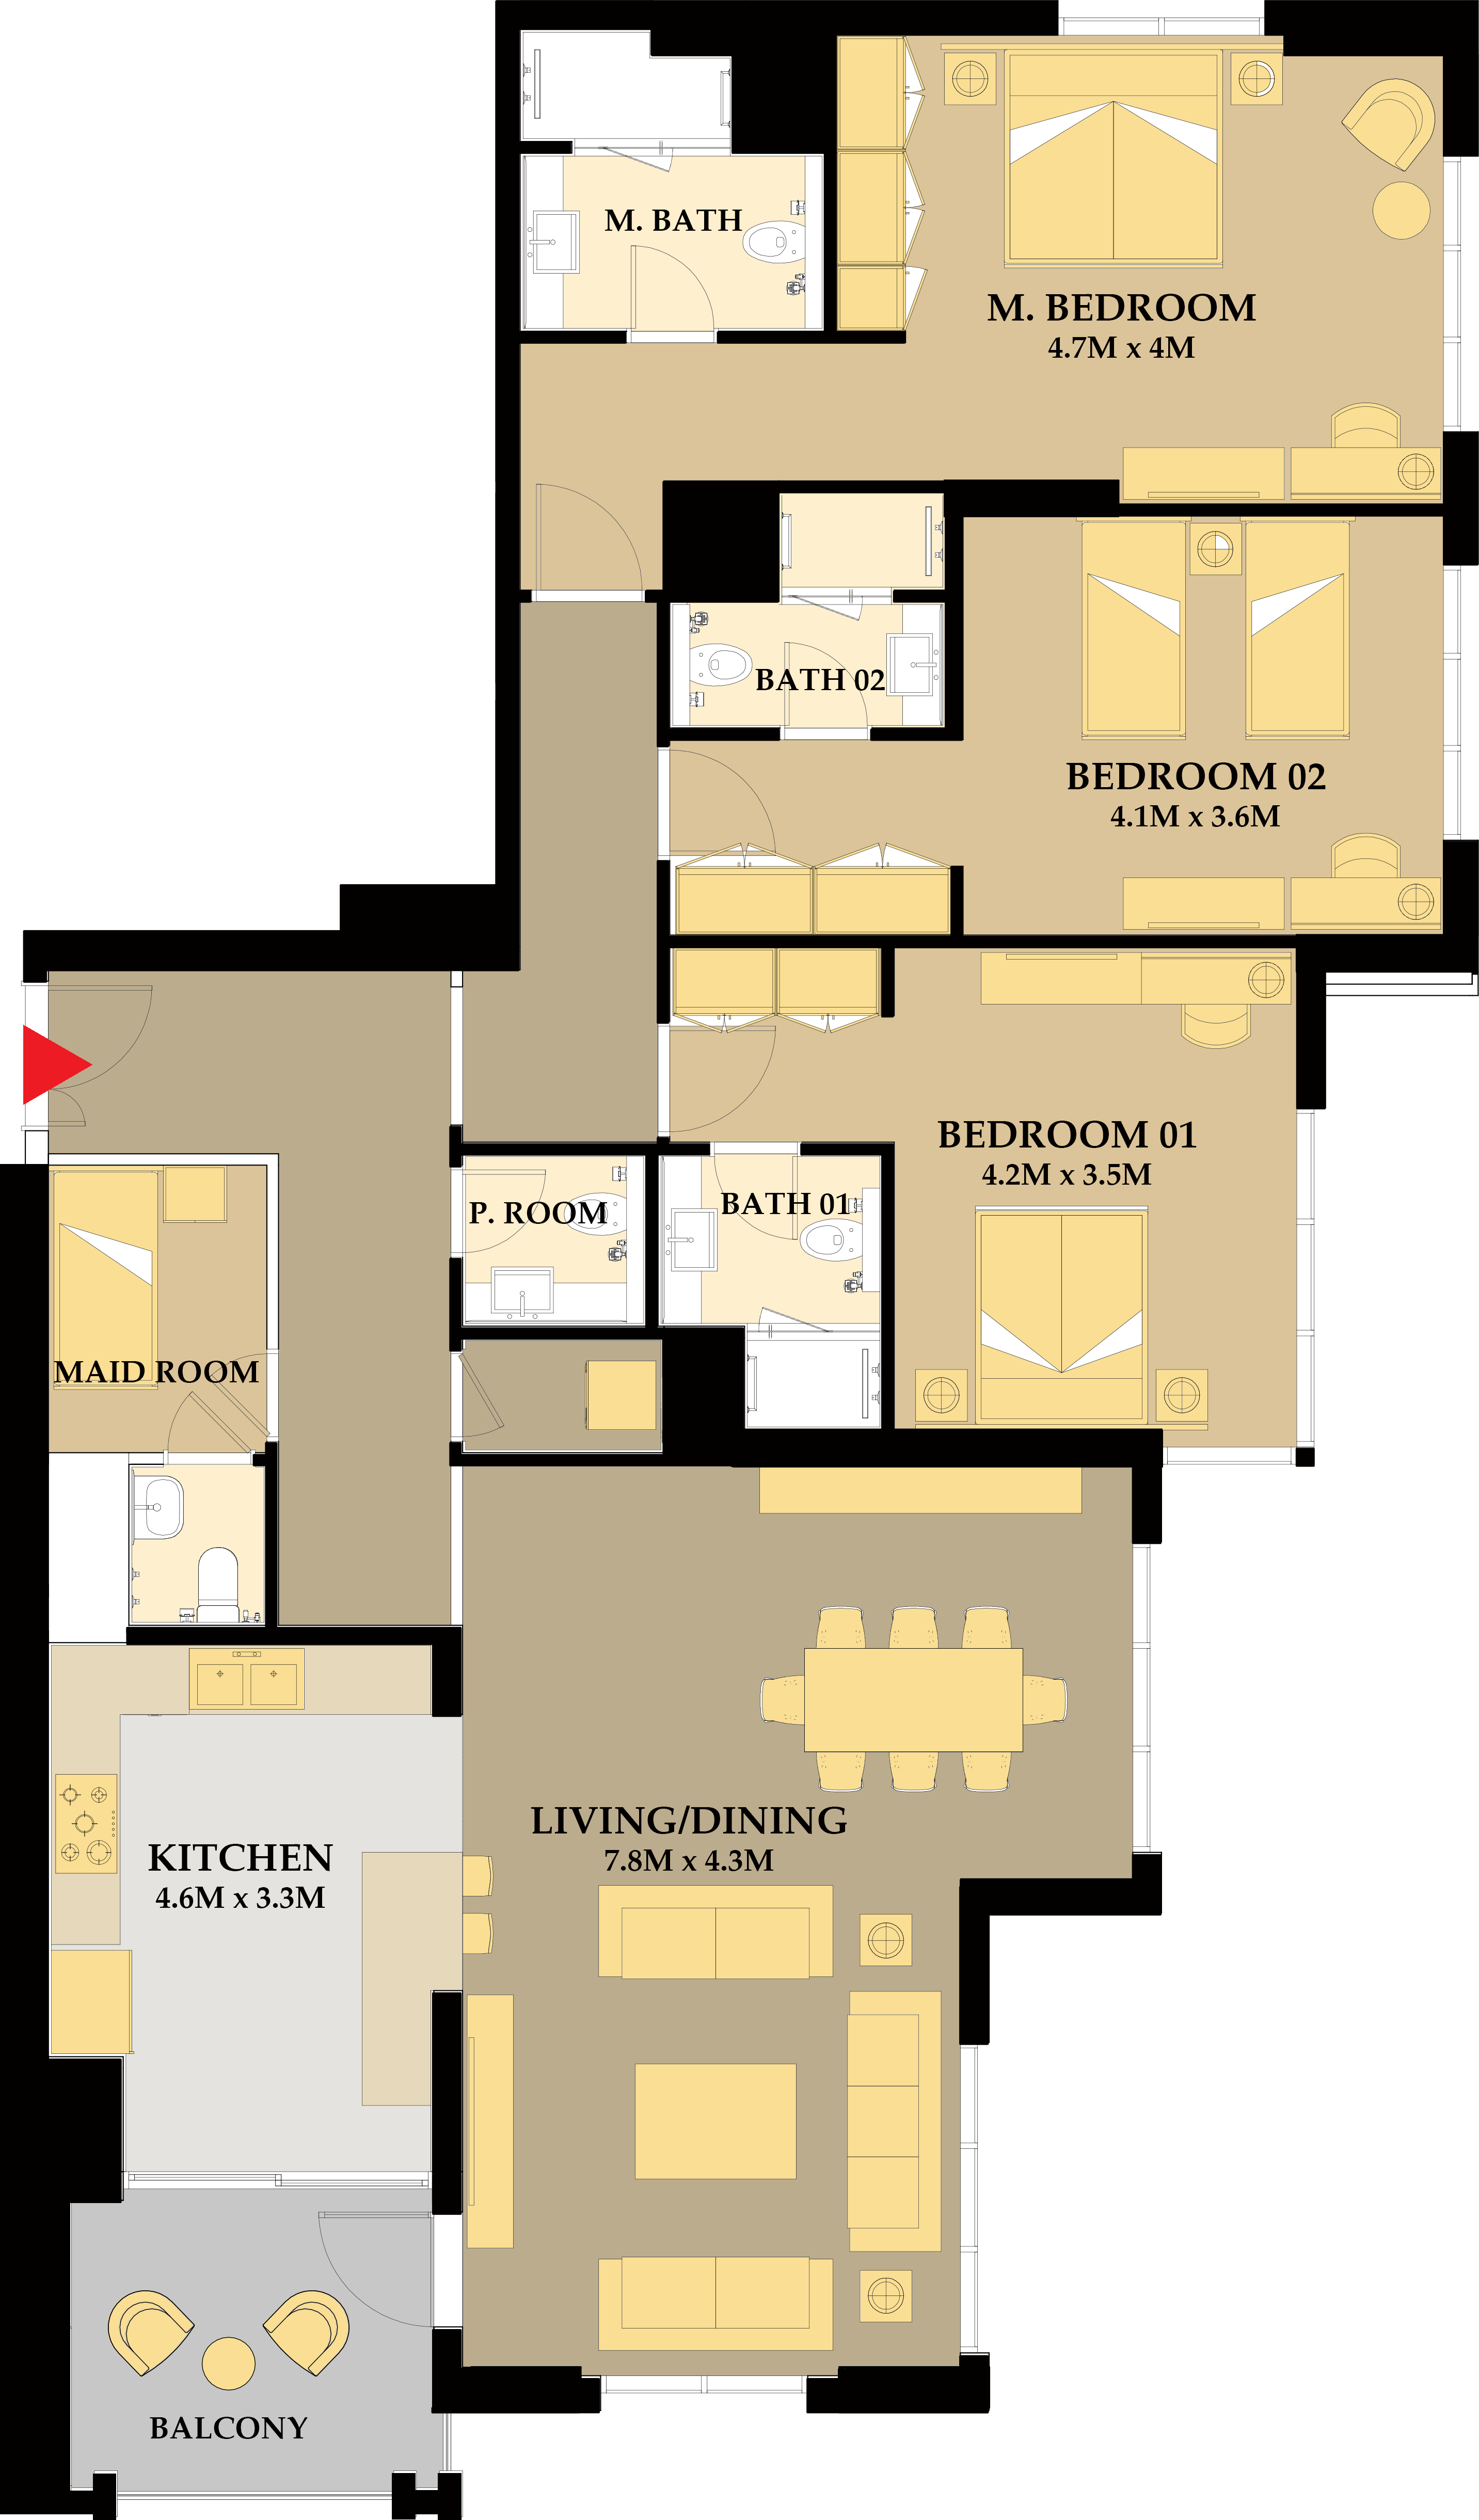 M. BATH
M. BEDROOM
4.7M x 4M
BATH 02
BEDROOM 02
4.1M x 3.6M
BEDROOM 01
4.2M x 3.5M
P. ROOM
BATH 01
MAID ROOM
LIVING/DINING
7.8M x 4.3M
KITCHEN
4.6M x 3.3M
BALCONY